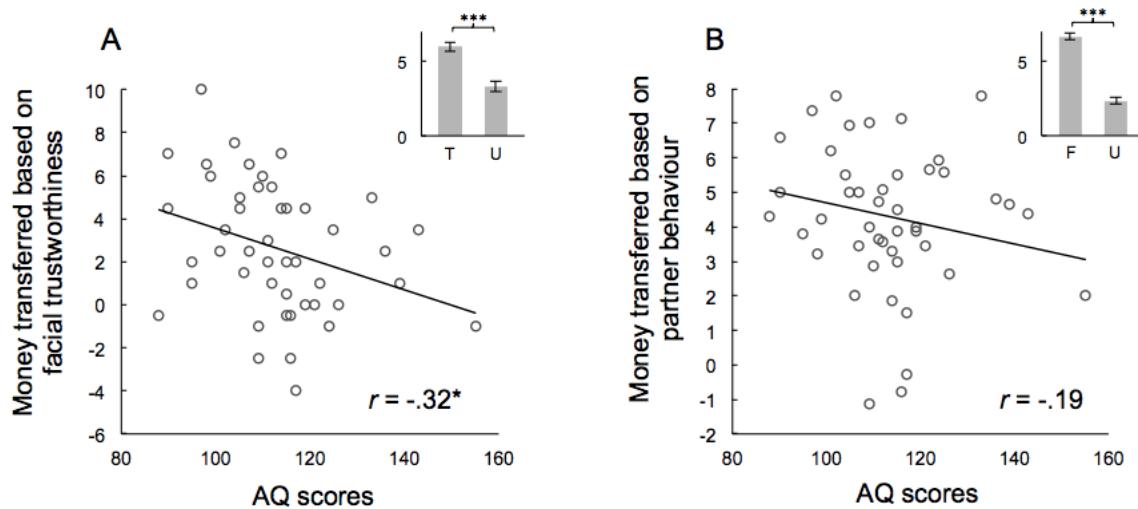 A
Money transferred based on
facial trustworthiness
10
8
6
4
2
0
-2
-4
-6
80
100
120
140
160
AQ scores
r = -.32*
***
5
0
T
U
B
Money transferred based on
partner behaviour
8
7
6
5
4
3
2
1
0
-1
-2
80
100
120
140
160
AQ scores
r = -.19
***
5
0
F
U